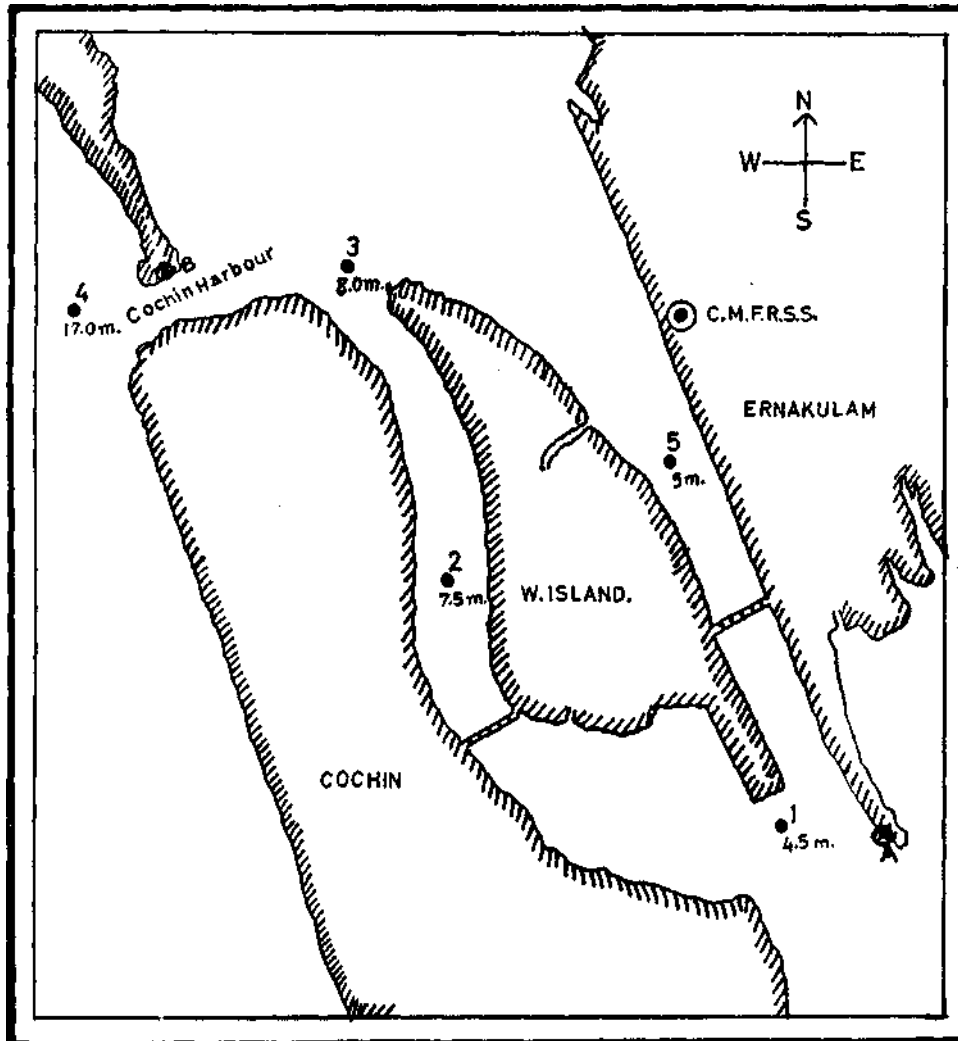 N
W E
S
3
8.0m.
B
Cochin Harbour
4
17.0m.
C.M.F.R.S.S.
ERNAKULAM
5
5m.
2
7.5m.
W.ISLAND.
COCHIN
1
4.5m.
A